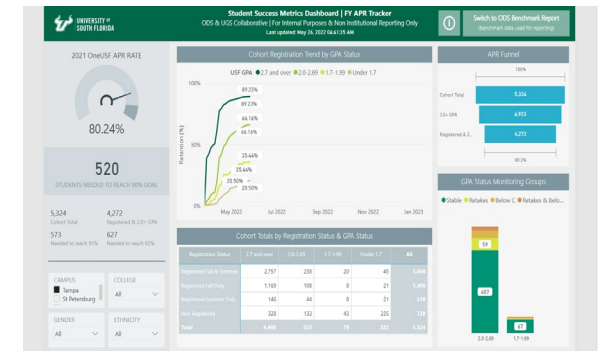 UNIVERSITY of
SOUTH FLORIDA
Student Success Metrics Dashboard | FY APR Tracker
ODS & UGS Collaborative | For Internal Purposes & Non Institutional Reporting Only
Last updated: May 26, 2022 04:41:35 AM
Switch to ODS Benchmark Report
(Benchmark data used for reporting)
2021 OneUSF APR RATE
80.24%
520
STUDENTS NEEDED TO REACH 90% GOAL
5,324
Cohort Total
4,272
Registered & 2.0+ GPA
573
Needed to reach 91%
627
Needed to reach 92%
CAMPUS
Tampa
St Petersburg
COLLEGE
All
GENDER
All
ETHNICITY
All
Cohort Registration Trend by GPA Status
USF GPA 2.7 and over 2.0-2.69 1.7-1.99 Under 1.7
Retention (%)
100%
50%
0%
89.23%
89.23%
66.16%
66.16%
35.44%
35.44%
20.50%
20.50%
May 2022 Jul 2022 Sep 2022 Nov 2022 Jan 2023
Cohort Totals by Registration Status & GPA Status
Registration Status 2.7 and over 2.0-2.69 1.7-1.99 Under 1.7 All
Registered Fall & Summer 2,757 238 20 45
Registered Fall Only 1,169 108 8 21
Registered Summer Only 146 44 8 21
Non Registered 328 133 43 235
Total 5,324
APR Funnel
100%
Cohort Total 5,324
2.0+ GPA 4,923
Registered & 2... 4,272
80.2%
GPA Status Monitoring Groups
Stable Retakes Below C Retakes & Belo...
59
407
67
2.0-2.69 1.7-1.99